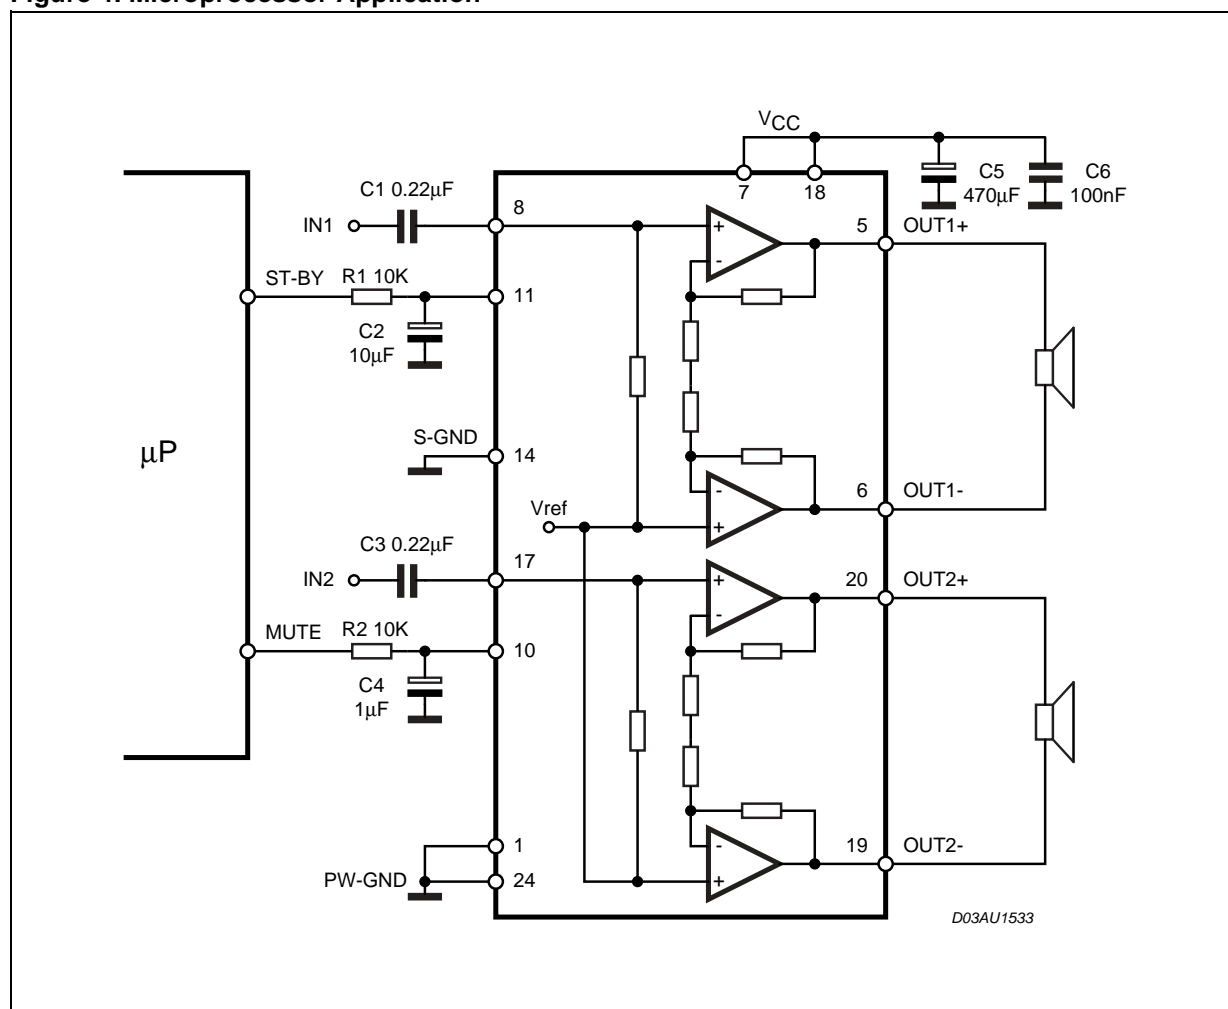 Figure 4. Microprocessor Application
VCC
C1 0.22µF
7
18
C5
470µF
C6
100nF
IN1
8
5
OUT1+
ST-BY
R1 10K
11
C2
10µF
+
-
S-GND
14
µP
Vref
-
+
6
OUT1-
C3 0.22µF
IN2
17
+
-
20
OUT2+
MUTE
R2 10K
10
C4
1µF
1
PW-GND
24
-
+
19
OUT2-
D03AU1533